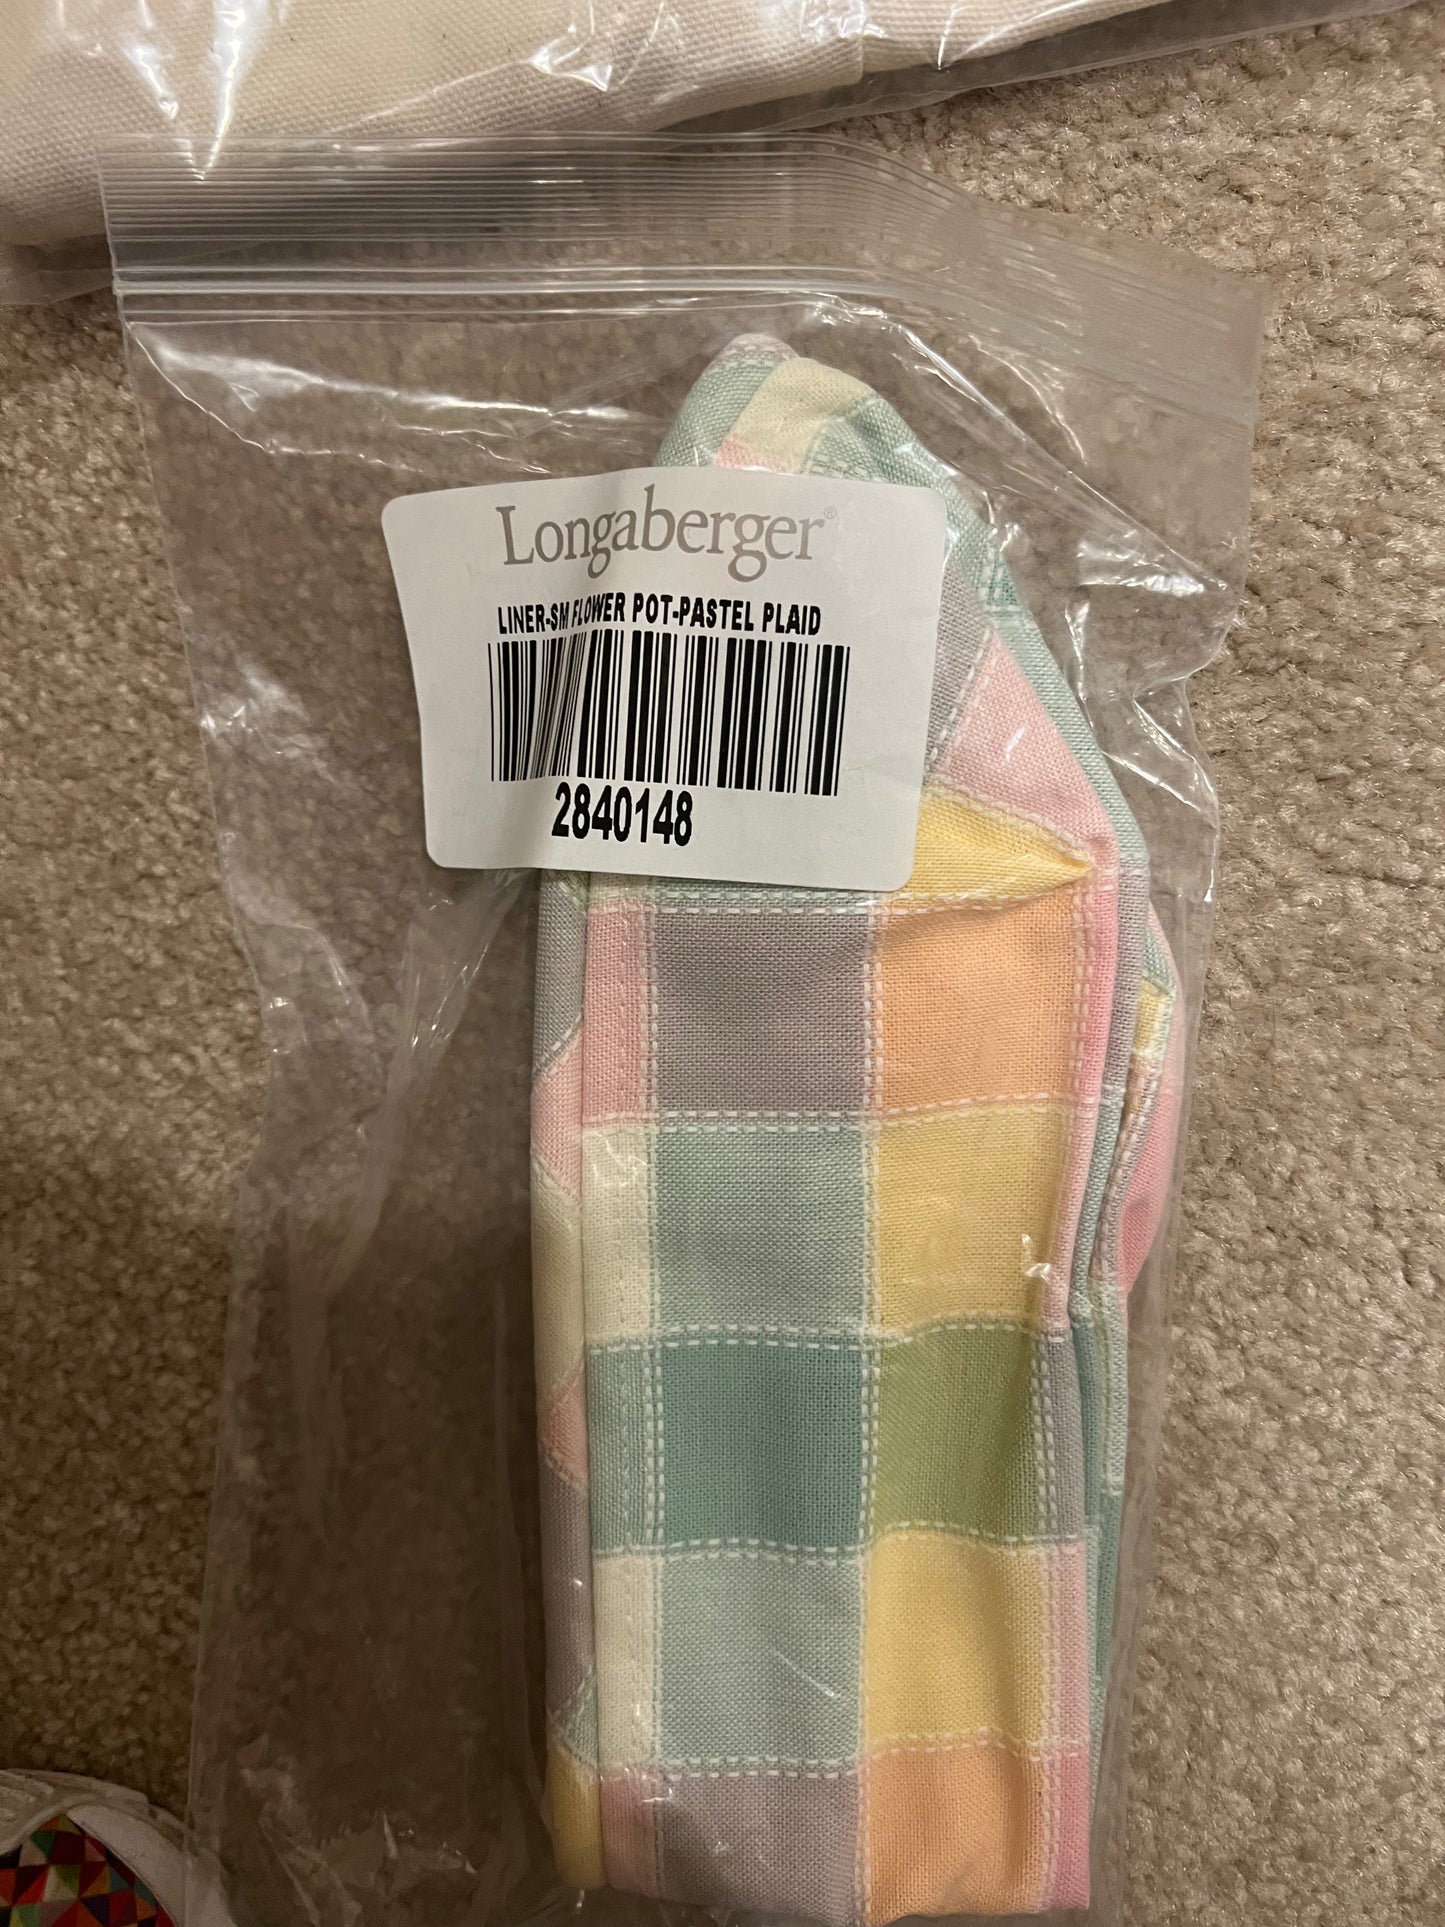 Longaberger®
LINER-SM FLOWER POT-PASTEL PLAID
2840148